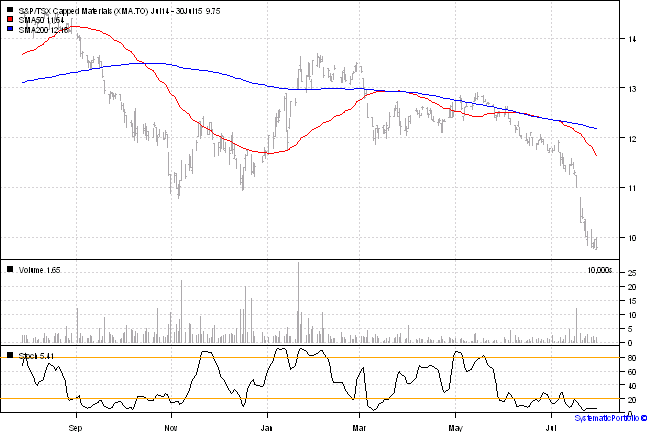 S&P/TSX Capped Materials (XMA.TO) Jul14 - 30Jul15 9.75
SMA50 11.64
SMA200 12.18
14
13
12
11
10
Volume 1.65
10,000s
25
20
15
10
5
0
Stoch 5.41
80
60
40
20
0
Sep
Nov
Jan
Mar
May
Jul
SystematicPortfolio ©